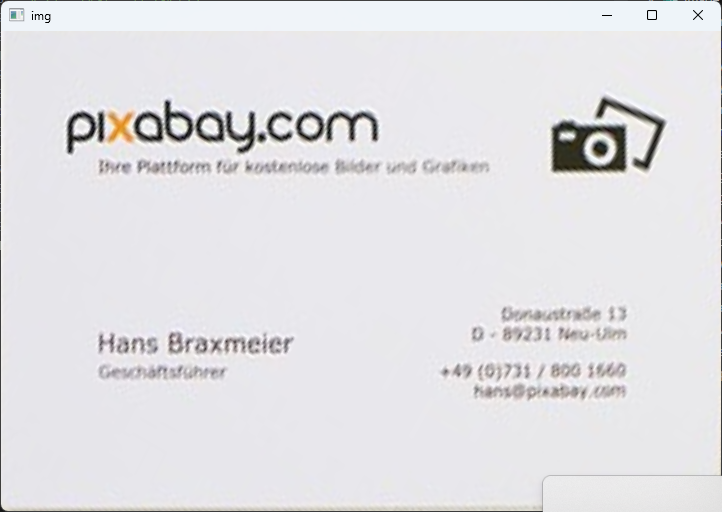 img
pixabay.com
Ihre Plattform für kostenlose Bilder und Grafiken
Hans Braxmeier
Geschäftsführer
Donaustraße 13
D - 89231 Neu-Ulm
+49 (0)731 / 800 1660
hans@pixabay.com